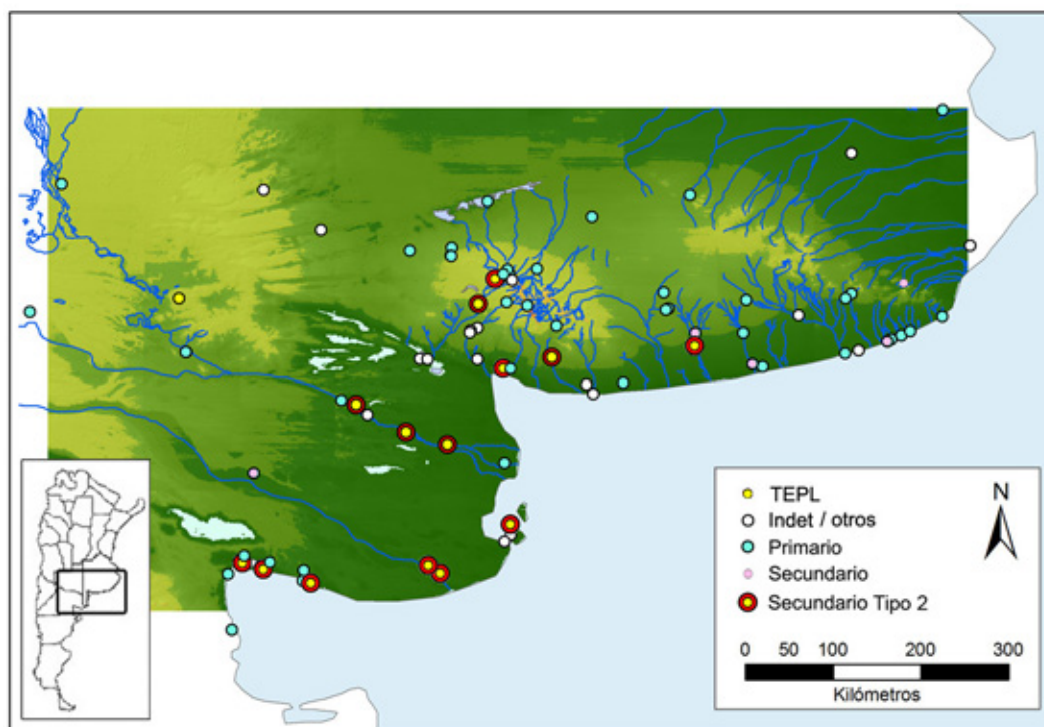 TEPL
Indet / otros
Primario
Secundario
Secundario Tipo 2
N
0 50 100 200 300
Kilómetros